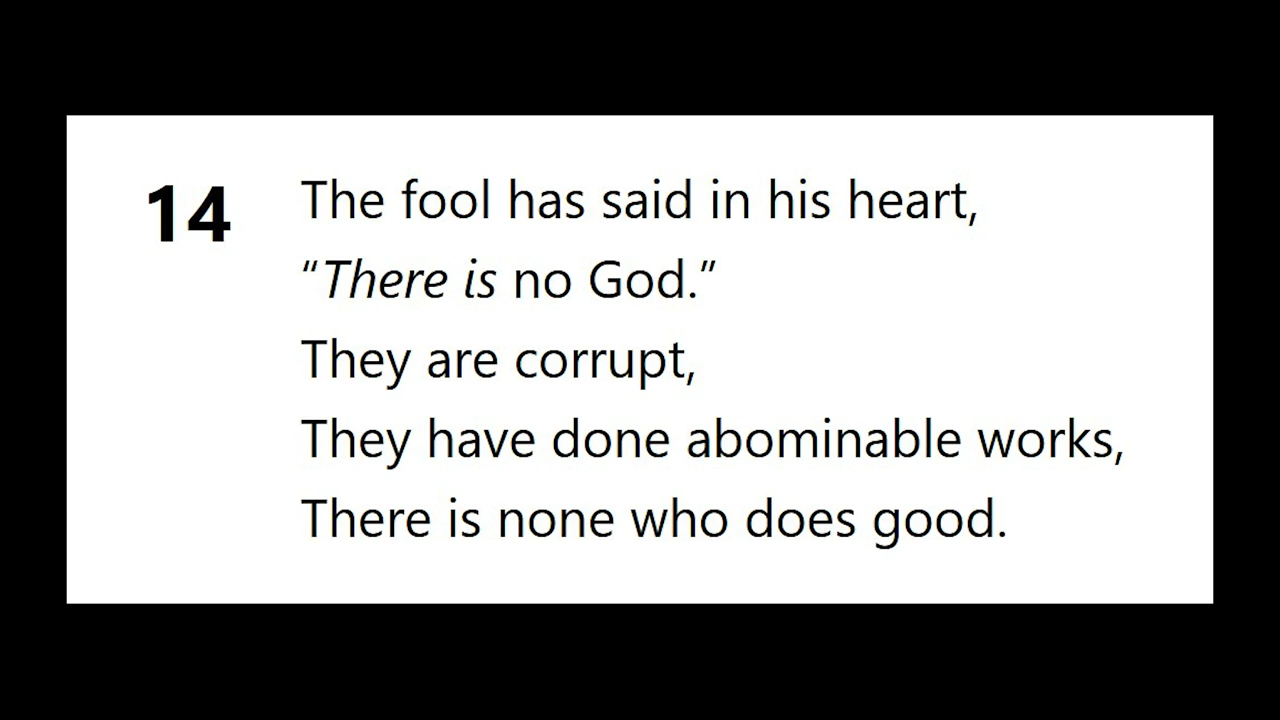 14 The fool has said in his heart,
“There is no God.”
They are corrupt,
They have done abominable works,
There is none who does good.